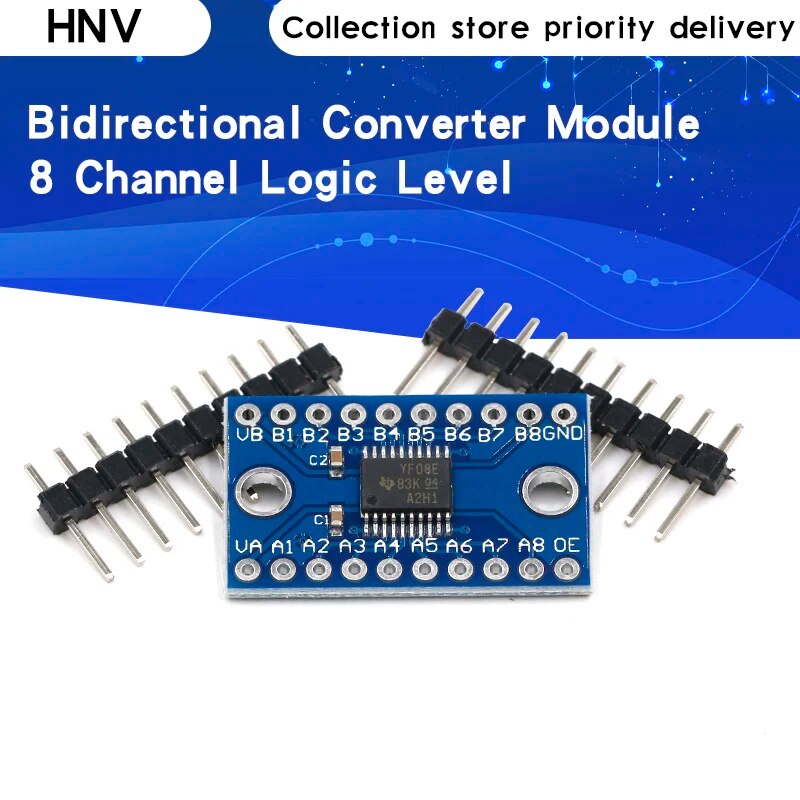 HNV
Collection store priority delivery
Bidirectional Converter Module
8 Channel Logic Level
VB B1 B2 B3 B4 B5 B6 B7 B8 GND
C2
YF08E
83K G4
A2H1
C1
VA A1 A2 A3 A4 A5 A6 A7 A8 OE